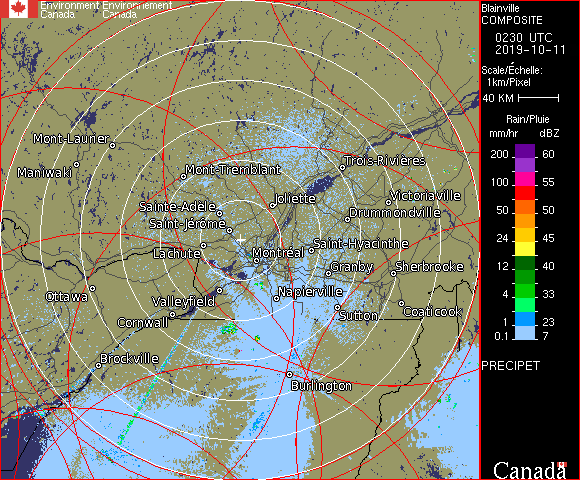 Environment Environnement
Canada Canada
Blainville
COMPOSITE
0230 UTC
2019-10-11
Scale/Échelle:
1km/Pixel
40 KM
Rain/Pluie
mm/hr dBZ
200 60
100 55
50 50
24 45
12 40
4 33
1 23
0.1 7
PRECIPET
Canada
Mont-Laurier
Maniwaki
Mont-Tremblant
Trois-Rivières
Joliette
Victoriaville
Sainte-Adèle
Drummondville
Saint-Jérôme
Saint-Hyacinthe
Lachute
Montréal
Granby
Sherbrooke
Ottawa
Valleyfield
Napierville
Cornwall
Sutton
Coaticook
Brockville
Burlington